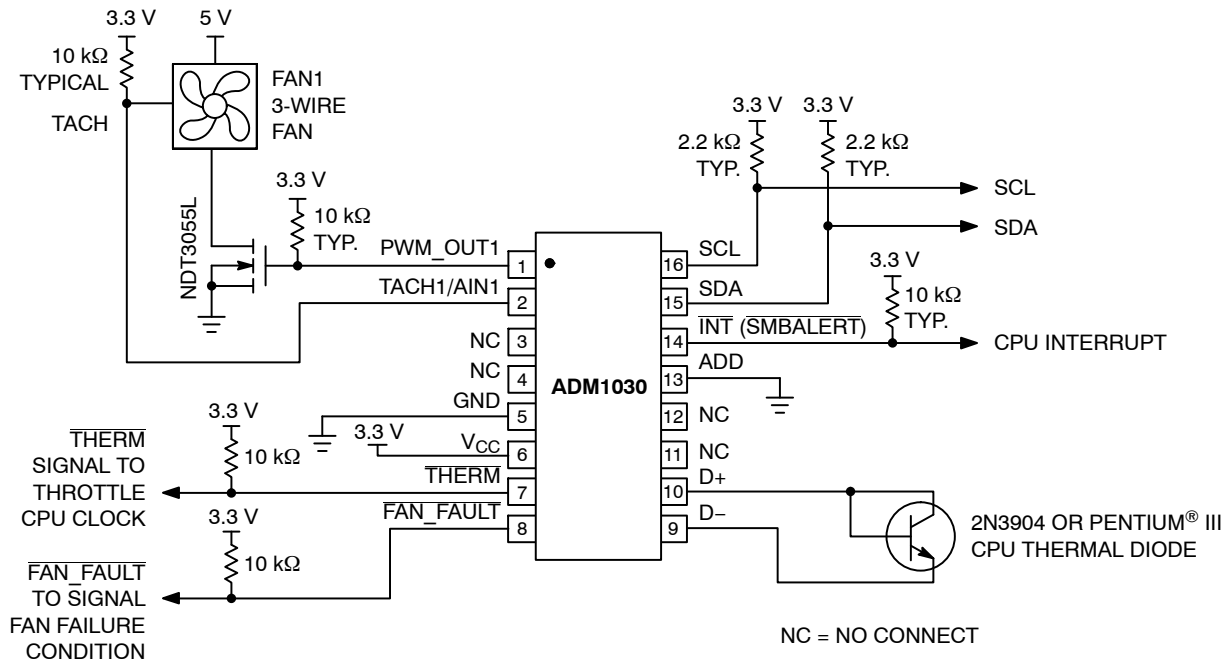 3.3 V
5 V
10 kΩ
TYPICAL
TACH
FAN1
3-WIRE
FAN
3.3 V
10 kΩ
TYP.
NDT3055L
PWM_OUT1
TACH1/AIN1
NC
NC
GND
3.3 V
VCC
THERM
FAN_FAULT
1
2
3
4
5
6
7
8
ADM1030
16
15
14
13
12
11
10
9
SCL
SDA
INT (SMBALERT)
ADD
NC
NC
D+
D−
3.3 V
2.2 kΩ
TYP.
3.3 V
2.2 kΩ
TYP.
SCL
SDA
3.3 V
10 kΩ
TYP.
CPU INTERRUPT
3.3 V
10 kΩ
THERM
SIGNAL TO
THROTTLE
CPU CLOCK
3.3 V
10 kΩ
FAN_FAULT
TO SIGNAL
FAN FAILURE
CONDITION
2N3904 OR PENTIUM® III
CPU THERMAL DIODE
NC = NO CONNECT